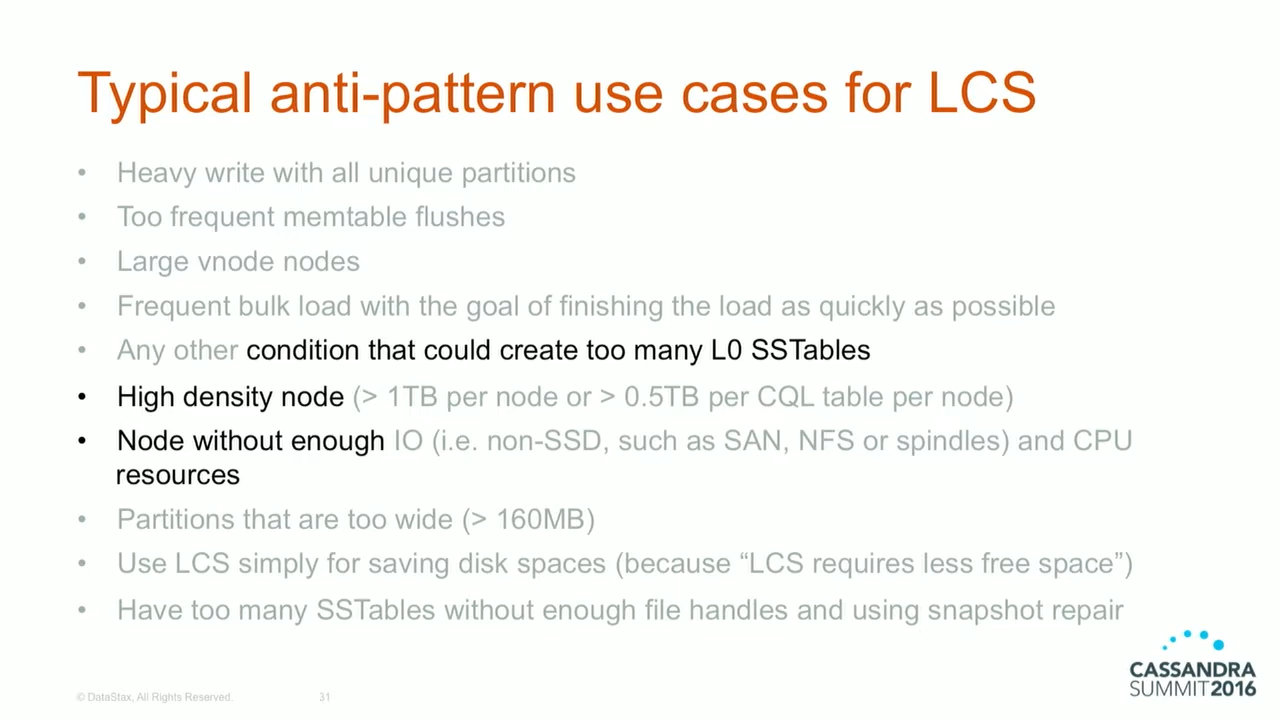 Typical anti-pattern use cases for LCS
• Heavy write with all unique partitions
• Too frequent memtable flushes
• Large vnode nodes
• Frequent bulk load with the goal of finishing the load as quickly as possible
• Any other condition that could create too many L0 SSTables
• High density node (> 1TB per node or > 0.5TB per CQL table per node)
• Node without enough IO (i.e. non-SSD, such as SAN, NFS or spindles) and CPU
resources
• Partitions that are too wide (> 160MB)
• Use LCS simply for saving disk spaces (because “LCS requires less free space”)
• Have too many SSTables without enough file handles and using snapshot repair
© DataStax, All Rights Reserved. 31
CASSANDRA
SUMMIT2016